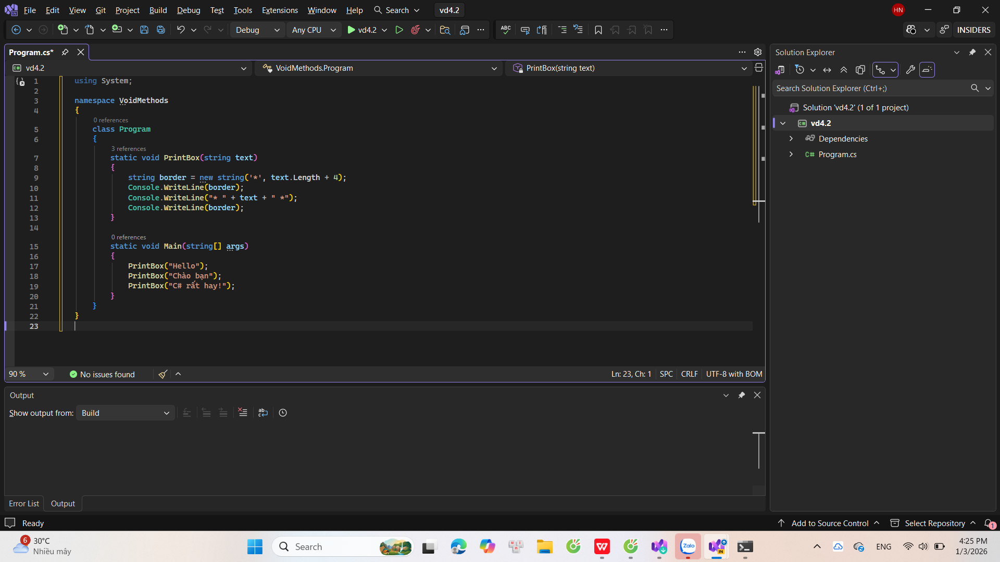 File Edit View Git Project Build Debug Test Tools Extensions Window Help Search vd4.2 HN
Debug Any CPU vd4.2 INSIDERS
Program.cs*
vd4.2 VoidMethods.Program PrintBox(string text)
1 using System;
2
3 namespace VoidMethods
4 {
0 references
5 class Program
6 {
3 references
7 static void PrintBox(string text)
8 {
9 string border = new string('*', text.Length + 4);
10 Console.WriteLine(border);
11 Console.WriteLine("* " + text + " *");
12 Console.WriteLine(border);
13 }
14
0 references
15 static void Main(string[] args)
16 {
17 PrintBox("Hello");
18 PrintBox("Chào bạn");
19 PrintBox("C# rất hay!");
20 }
21 }
22 }
23
90 % No issues found Ln: 23, Ch: 1 SPC CRLF UTF-8 with BOM
Output
Show output from: Build
Error List Output
Solution Explorer
Search Solution Explorer (Ctrl+;)
Solution 'vd4.2' (1 of 1 project)
vd4.2
Dependencies
C# Program.cs
Ready Add to Source Control Select Repository 1
6 30°C
Nhiều mây
Search
Zalo
ENG
4:25 PM
1/3/2026